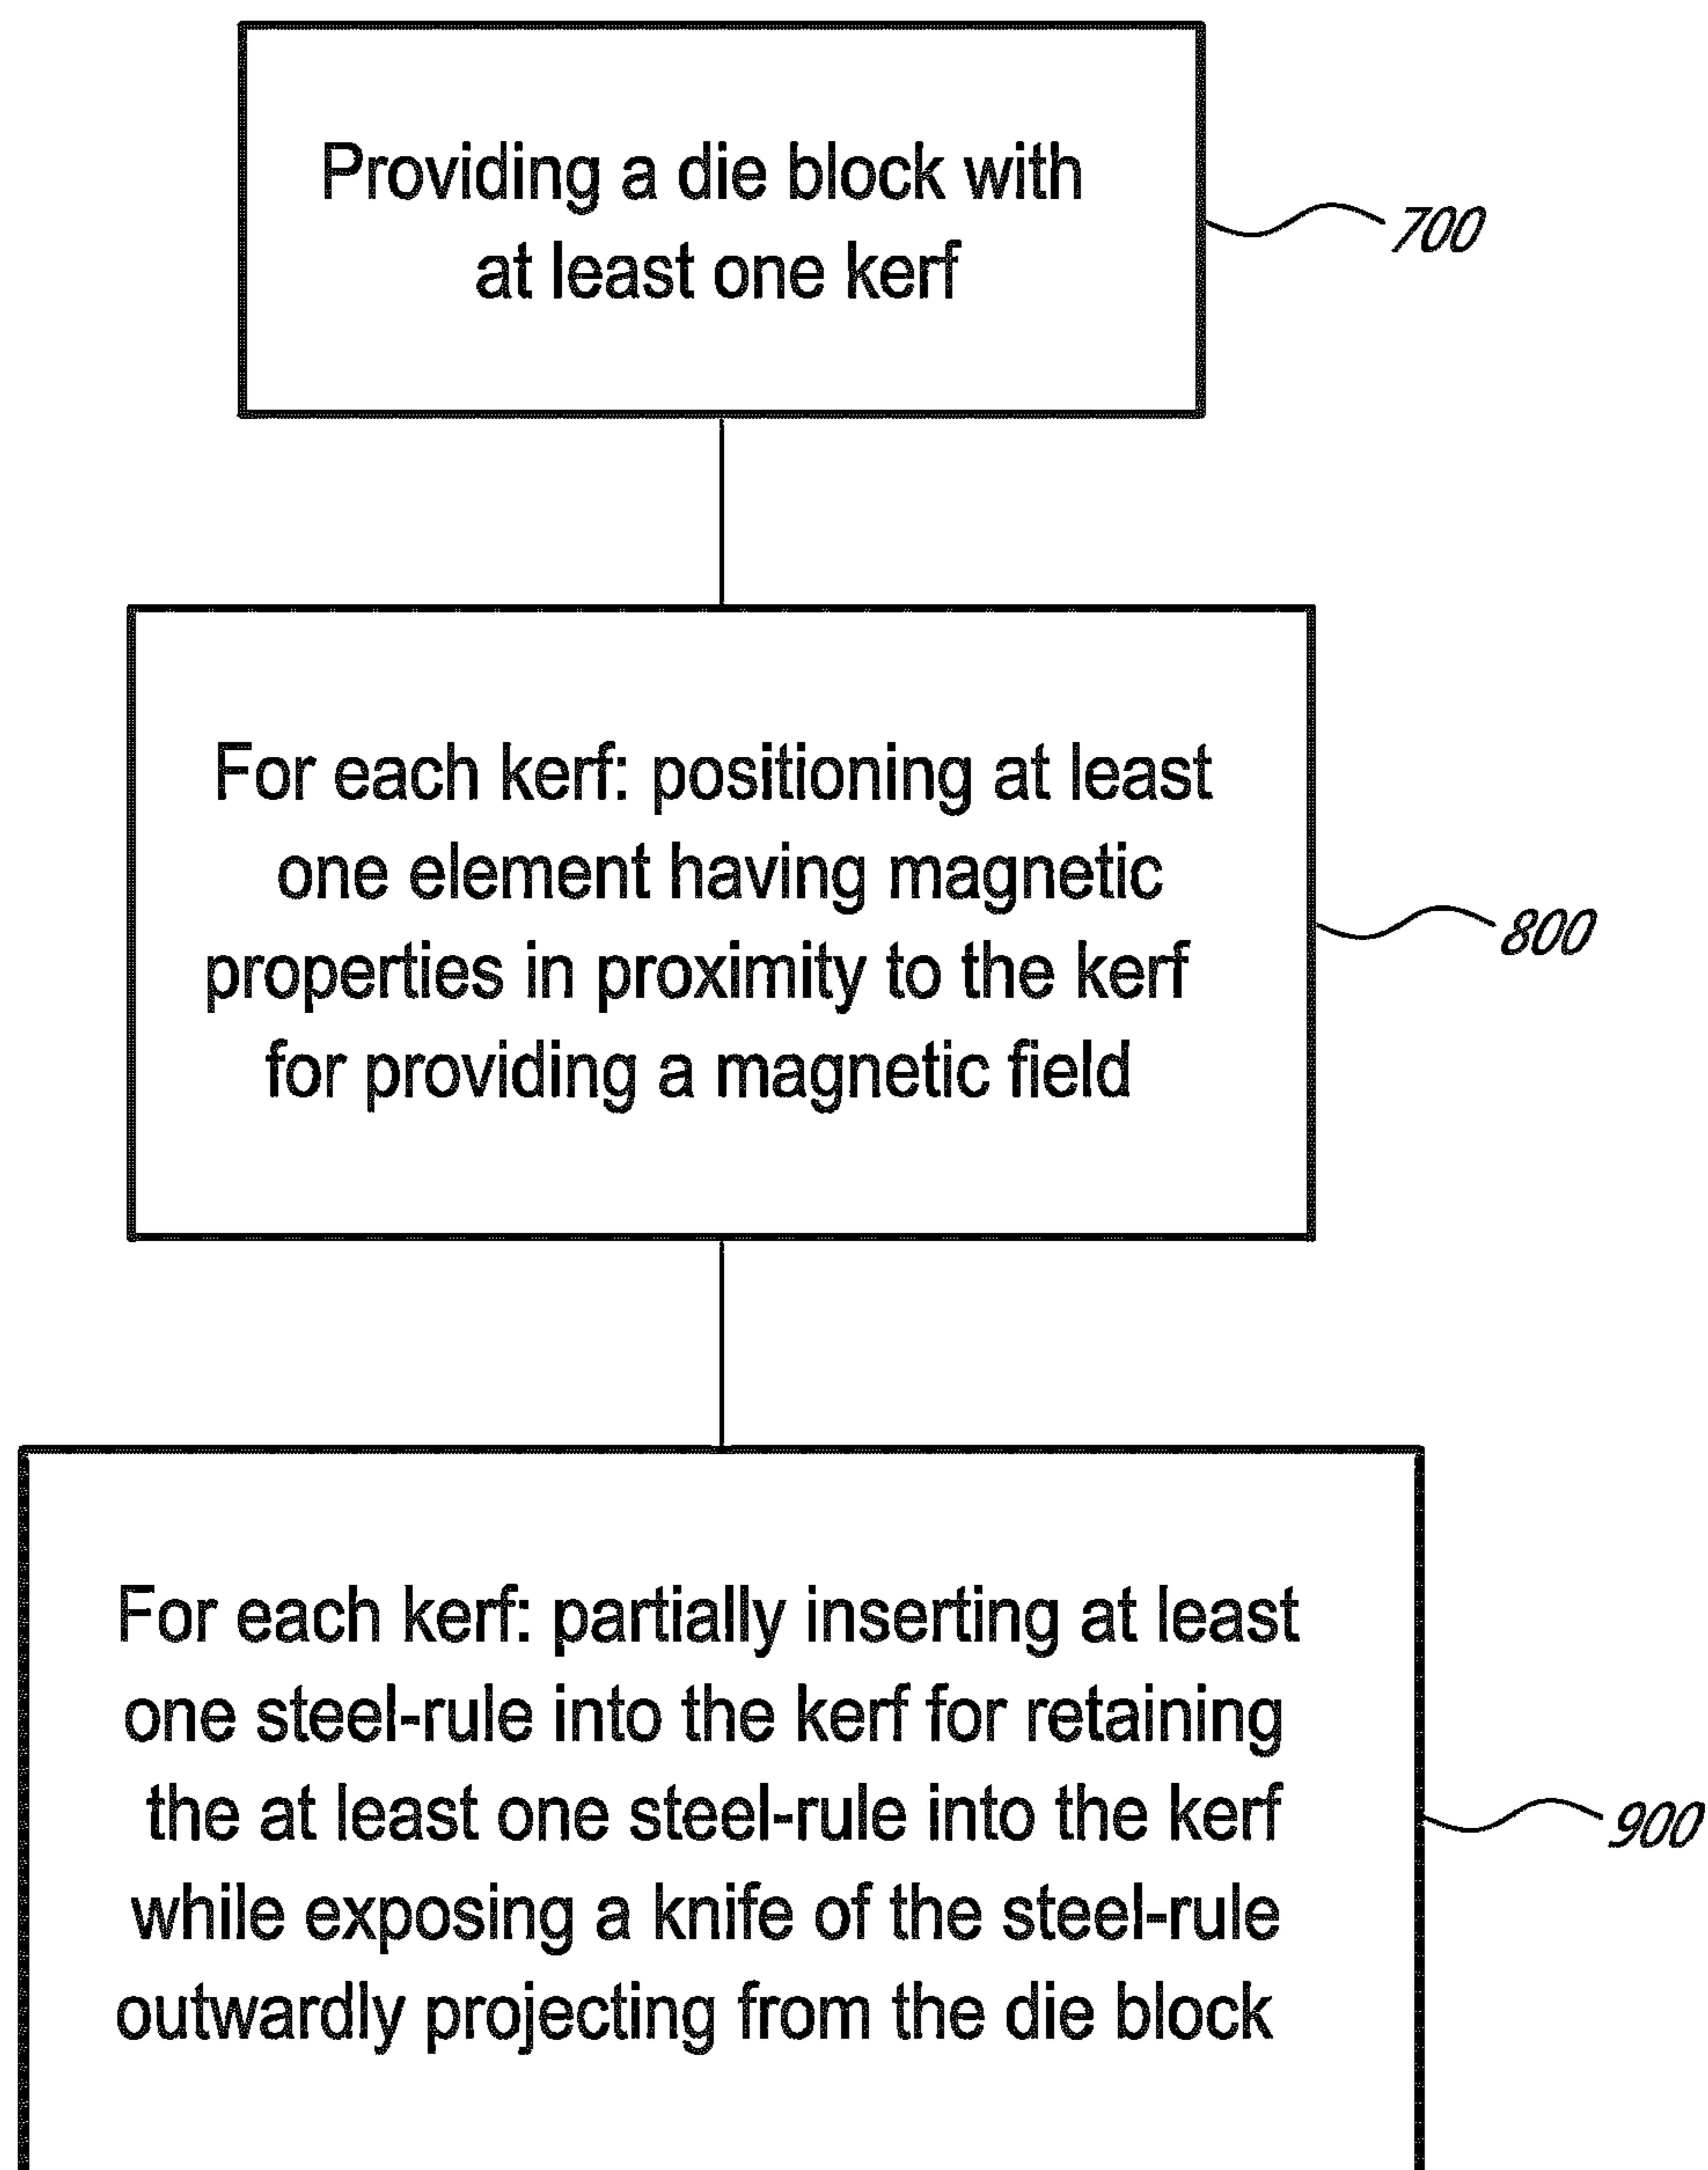 Providing a die block with
at least one kerf
700
For each kerf: positioning at least
one element having magnetic
properties in proximity to the kerf
for providing a magnetic field
800
For each kerf: partially inserting at least
one steel-rule into the kerf for retaining
the at least one steel-rule into the kerf
while exposing a knife of the steel-rule
outwardly projecting from the die block
900